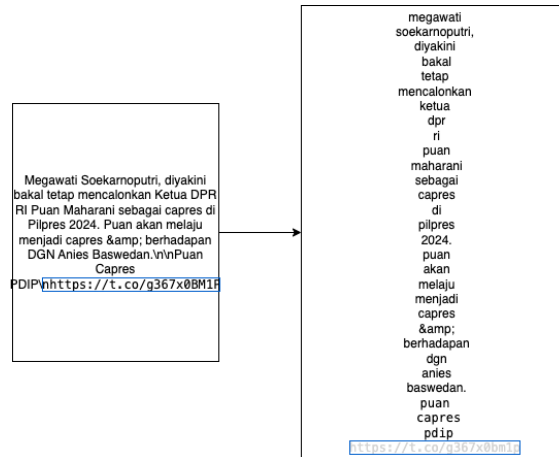 Megawati Soekarnoputri, diyakini
bakal tetap mencalonkan Ketua DPR
RI Puan Maharani sebagai capres di
Pilpres 2024. Puan akan melaju
menjadi capres &amp; berhadapan
DGN Anies Baswedan.\n\nPuan
Capres
PDIP\nhttps://t.co/g367x0BM1P
megawati
soekarnoputri,
diyakini
bakal
tetap
mencalonkan
ketua
dpr
ri
puan
maharani
sebagai
capres
di
pilpres
2024.
puan
akan
melaju
menjadi
capres
&amp;
berhadapan
dgn
anies
baswedan.
puan
capres
pdip
https://t.co/g367x0bm1p